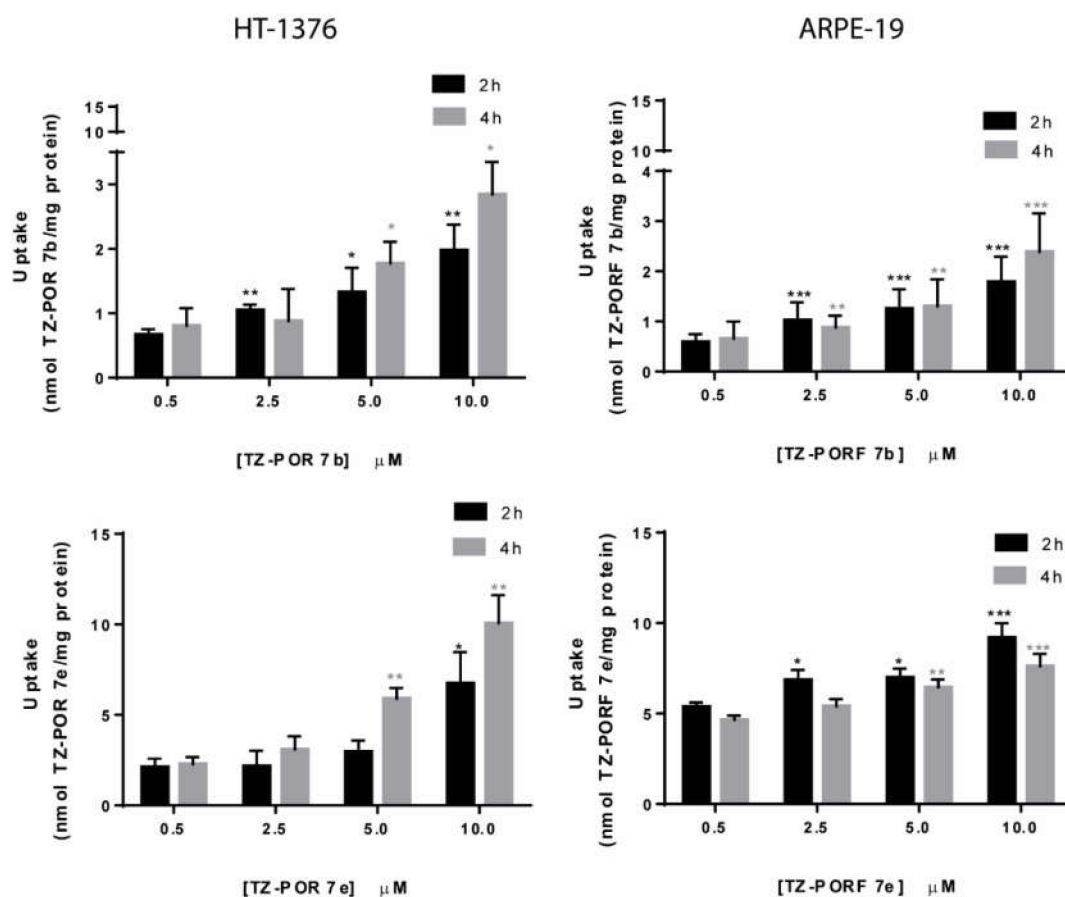 HT-1376
ARPE-19
2h
4h
15
10
3
2
1
0
Uptake
(nmol TZ-POR 7b/mg protein)
**
*
*
**
*
0.5 2.5 5.0 10.0
[TZ-POR 7b] μM
2h
4h
15
10
4
3
2
1
0
Uptake
(nmol TZ-PORF 7b/mg protein)
***
**
***
**
***
***
0.5 2.5 5.0 10.0
[TZ-PORF 7b] μM
2h
4h
15
10
5
0
Uptake
(nmol TZ-POR 7e/mg protein)
**
*
**
0.5 2.5 5.0 10.0
[TZ-POR 7e] μM
2h
4h
15
10
5
0
Uptake
(nmol TZ-PORF 7e/mg protein)
*
*
**
***
***
0.5 2.5 5.0 10.0
[TZ-PORF 7e] μM